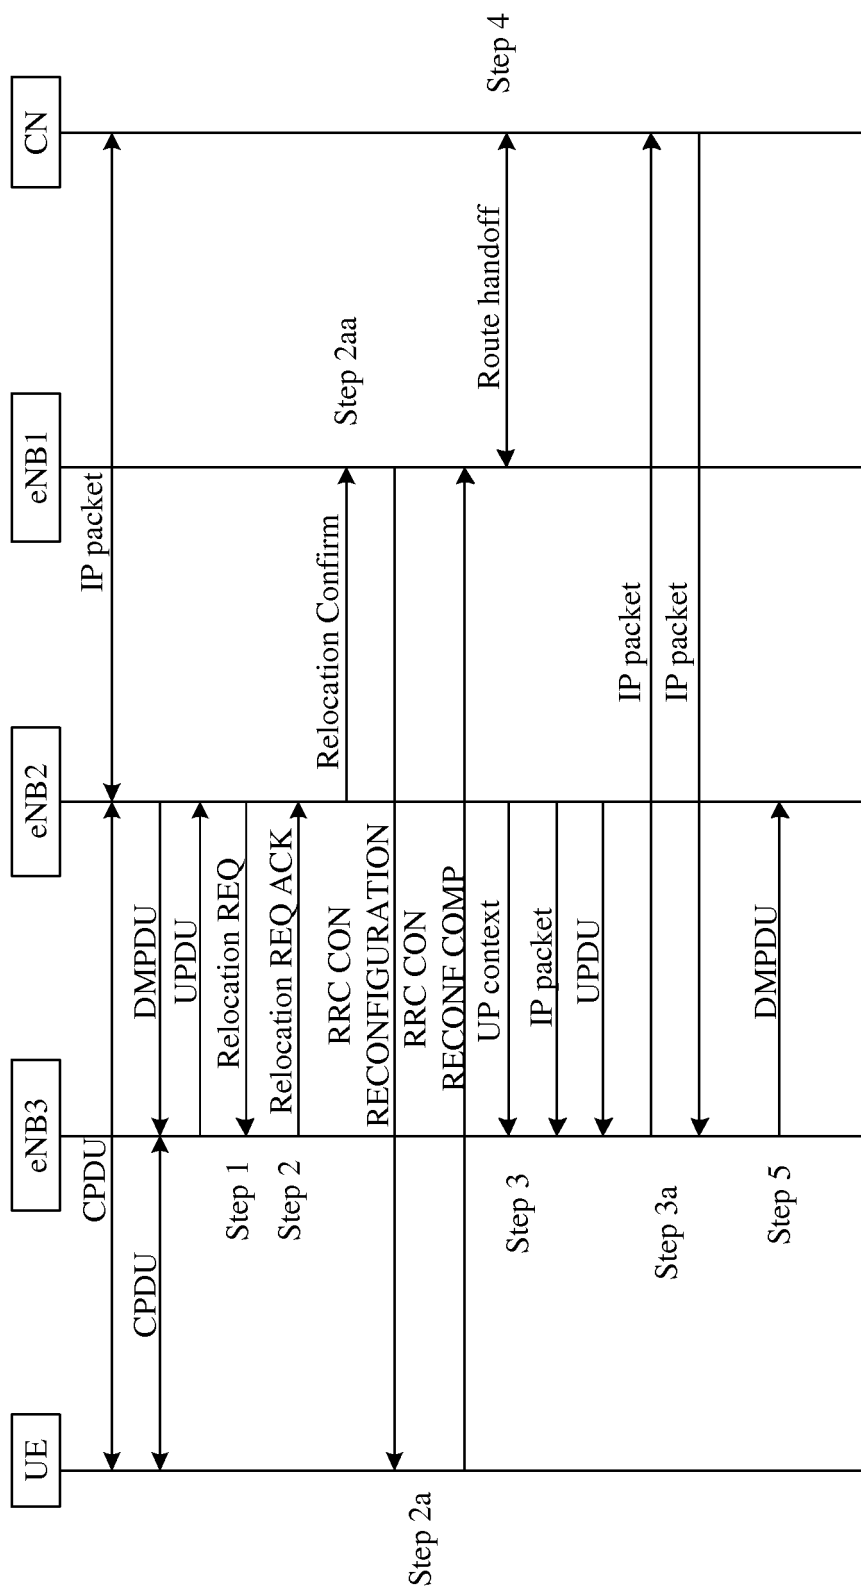 UE
eNB3
eNB2
eNB1
CN
CPDU
IP packet
CPDU
DMPDU
UPDU
Step 1
Relocation REQ
Step 2
Relocation REQ ACK
Relocation Confirm
Step 2aa
Step 2a
RRC CON
RECONFIGURATION
RRC CON
RECONF COMP
Step 3
UP context
Route handoff
Step 4
IP packet
UPDU
Step 3a
IP packet
IP packet
Step 5
DMPDU